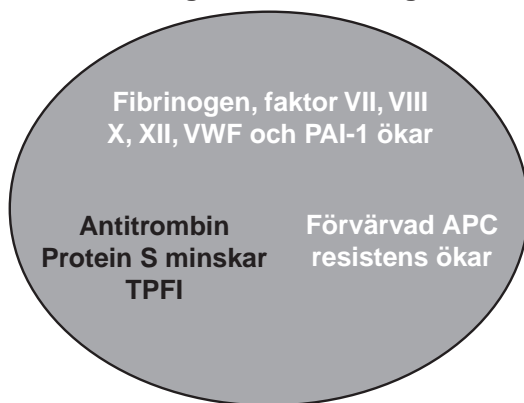 Fibrinogen, faktor VII, VIII
X, XII, VWF och PAI-1 ökar
Antitrombin
Protein S minskar
TPFI
Förvärvad APC
resistens ökar